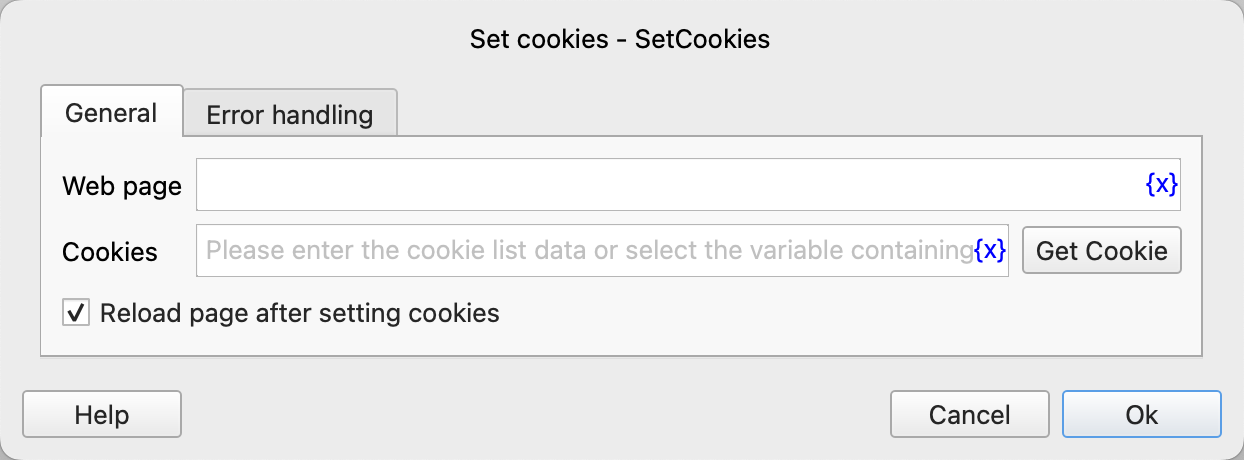 Set cookies - SetCookies
General
Error handling
Web page
{x}
Cookies
Please enter the cookie list data or select the variable containing
{x}
Get Cookie
Reload page after setting cookies
Help
Cancel
Ok